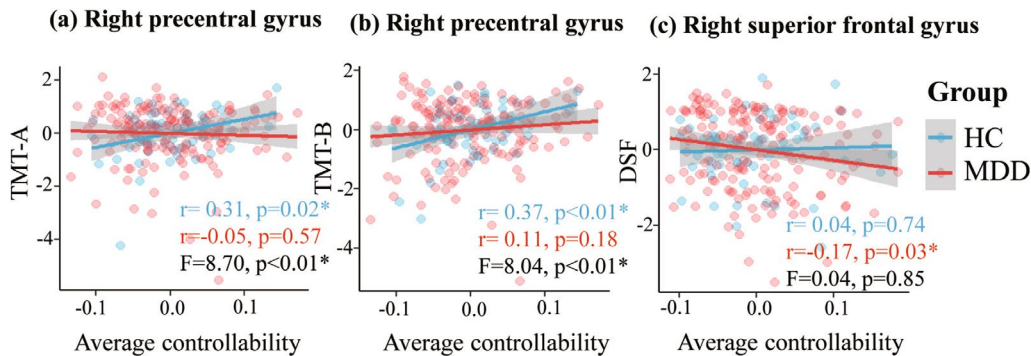 (a) Right precentral gyrus
TMT-A
2
0
-2
-4
r= 0.31, p=0.02*
r=-0.05, p=0.57
F=8.70, p<0.01*
-0.1
0.0
0.1
Average controllability
(b) Right precentral gyrus
TMT-B
2
0
-2
-4
r= 0.37, p<0.01*
r= 0.11, p=0.18
F=8.04, p<0.01*
-0.1
0.0
0.1
Average controllability
(c) Right superior frontal gyrus
DSF
2
0
-2
r= 0.04, p=0.74
r=-0.17, p=0.03*
F=0.04, p=0.85
-0.1
0
0.1
Average controllability
Group
HC
MDD